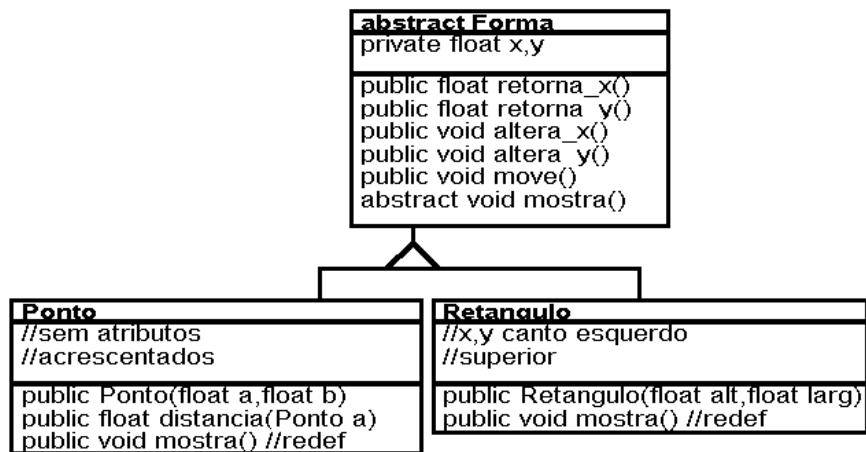 abstract Forma
private float x,y
public float retorna_x()
public float retorna_y()
public void altera_x()
public void altera_y()
public void move()
abstract void mostra()
Ponto
//sem atributos
//acrescentados
public Ponto(float a,float b)
public float distancia(Ponto a)
public void mostra() //redef
Retangulo
//x,y canto esquerdo
//superior
public Retangulo(float alt,float larg)
public void mostra() //redef